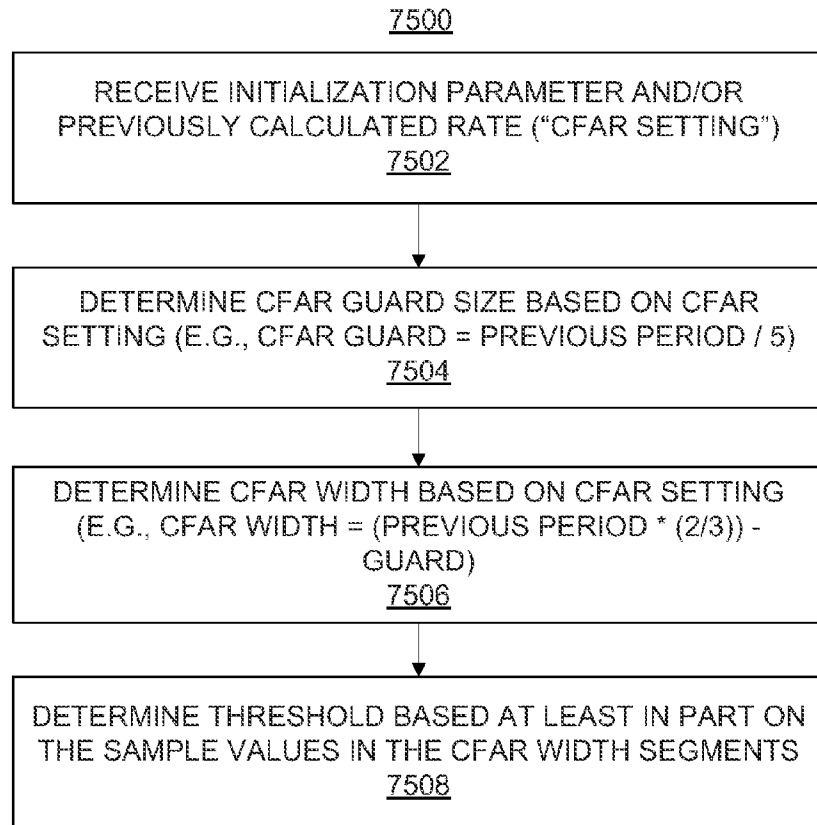 7500
RECEIVE INITIALIZATION PARAMETER AND/OR
PREVIOUSLY CALCULATED RATE (“CFAR SETTING”)
7502
DETERMINE CFAR GUARD SIZE BASED ON CFAR
SETTING (E.G., CFAR GUARD = PREVIOUS PERIOD / 5)
7504
DETERMINE CFAR WIDTH BASED ON CFAR SETTING
(E.G., CFAR WIDTH = (PREVIOUS PERIOD * (2/3)) -
GUARD)
7506
DETERMINE THRESHOLD BASED AT LEAST IN PART ON
THE SAMPLE VALUES IN THE CFAR WIDTH SEGMENTS
7508